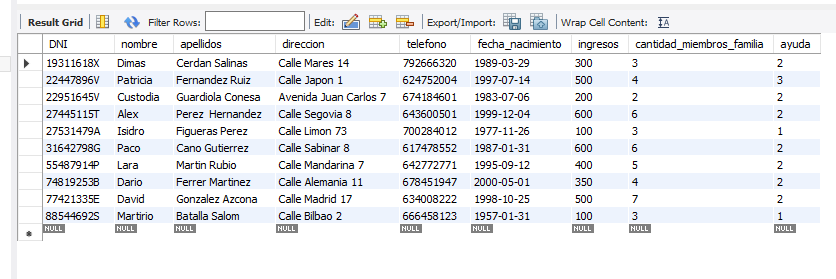 Result Grid Filter Rows: Edit: Export/Import: Wrap Cell Content: IA
DNI nombre apellidos direccion telefono fecha_nacimiento ingresos cantidad_miembros_familia ayuda
19311618X Dimas Cerdan Salinas Calle Mares 14 792666320 1989-03-29 300 3 2
22447896V Patricia Fernandez Ruiz Calle Japon 1 624752004 1997-07-14 500 4 3
22951645V Custodia Guardiola Conesa Avenida Juan Carlos 7 674184601 1983-07-06 200 2 2
27445115T Alex Perez Hernandez Calle Segovia 8 643600501 1999-12-04 600 6 2
27531479A Isidro Figueras Perez Calle Limon 73 700284012 1977-11-26 100 3 1
31642798G Paco Cano Gutierrez Calle Sabinar 8 617478552 1987-01-31 600 6 2
55487914P Lara Martin Rubio Calle Mandarina 7 642772771 1995-09-12 400 5 2
74819253B Dario Ferrer Martinez Calle Alemania 11 678451947 2000-05-01 350 4 2
77421335E David Gonzalez Azcona Calle Madrid 17 634008222 1998-10-25 500 7 2
88544692S Martirio Batalla Salom Calle Bilbao 2 666458123 1957-01-31 100 3 1
NULL NULL NULL NULL NULL NULL NULL NULL NULL